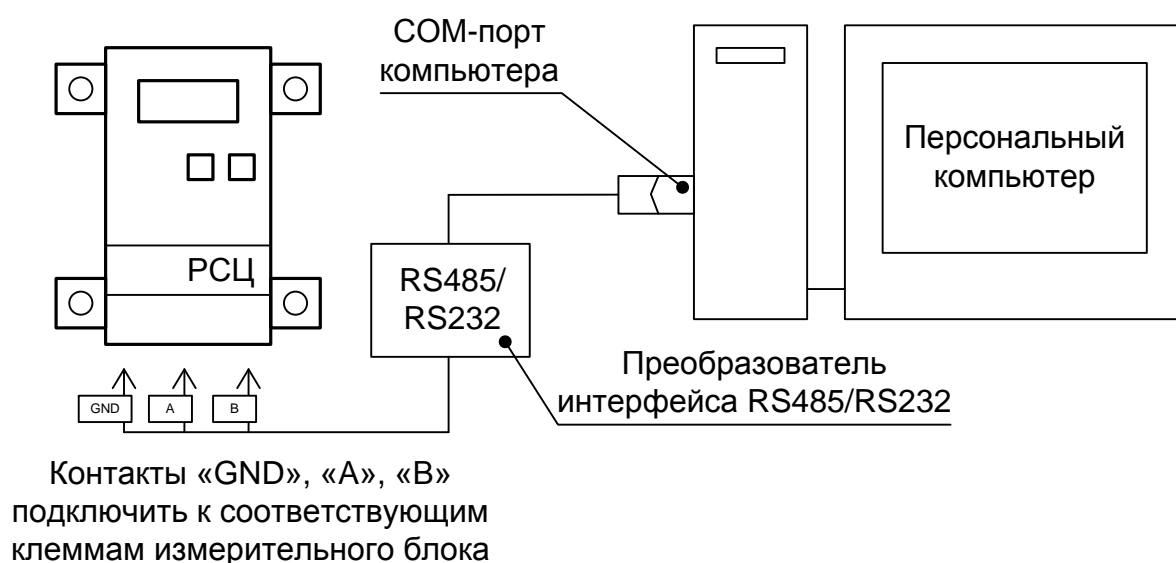 COM-порт
компьютера
Персональный
компьютер
РСЦ
RS485/
RS232
Преобразователь
интерфейса RS485/RS232
GND
A
B
Контакты «GND», «А», «В»
подключить к соответствующим
клеммам измерительного блока